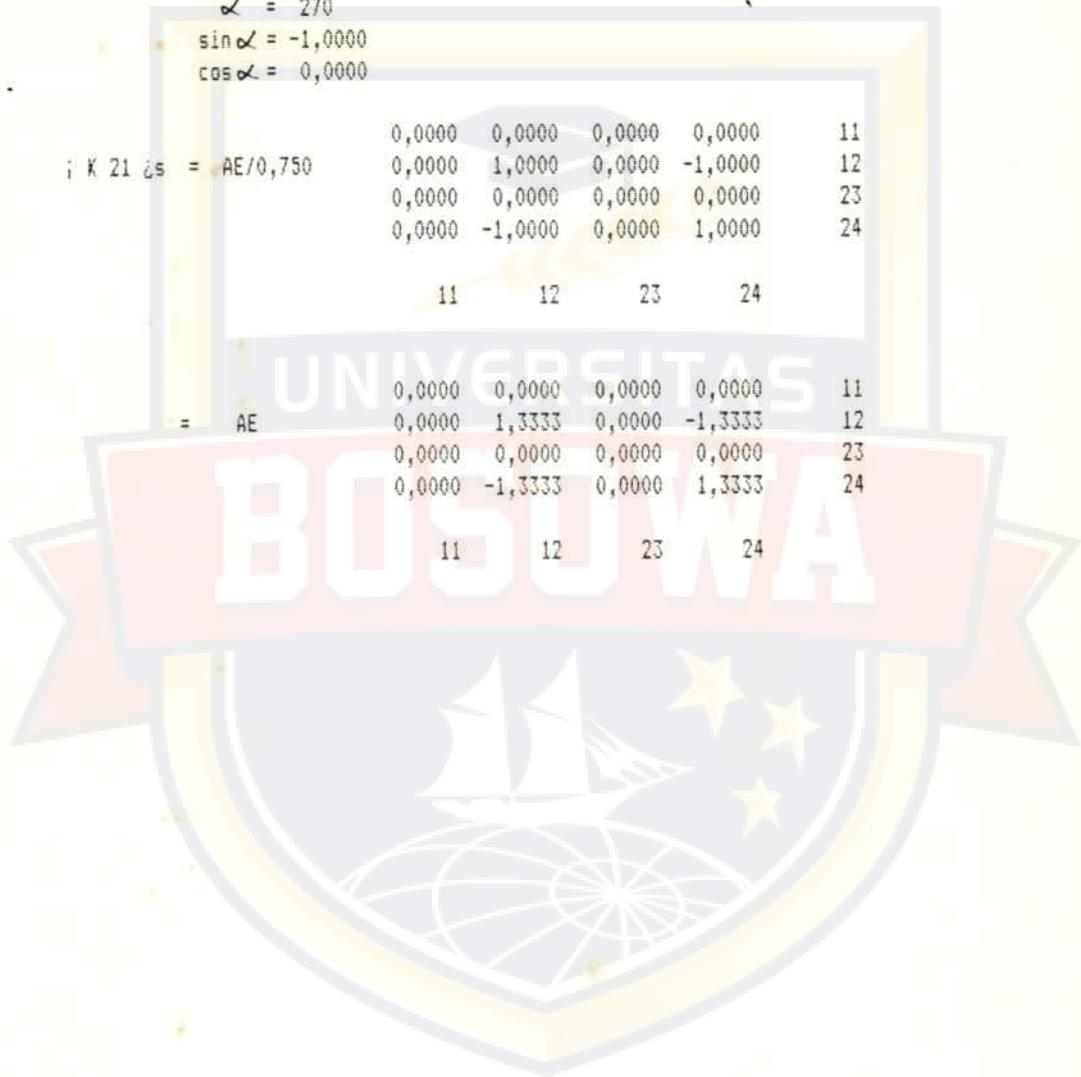 α = 270
sin α = -1,0000
cos α = 0,0000
0,0000 0,0000 0,0000 0,0000 11
¡ K 21 ¿s = AE/0,750 0,0000 1,0000 0,0000 -1,0000 12
0,0000 0,0000 0,0000 0,0000 23
0,0000 -1,0000 0,0000 1,0000 24
11 12 23 24
UNIVERSITAS
0,0000 0,0000 0,0000 0,0000 11
= AE 0,0000 1,3333 0,0000 -1,3333 12
0,0000 0,0000 0,0000 0,0000 23
0,0000 -1,3333 0,0000 1,3333 24
BOSOWA
11 12 23 24